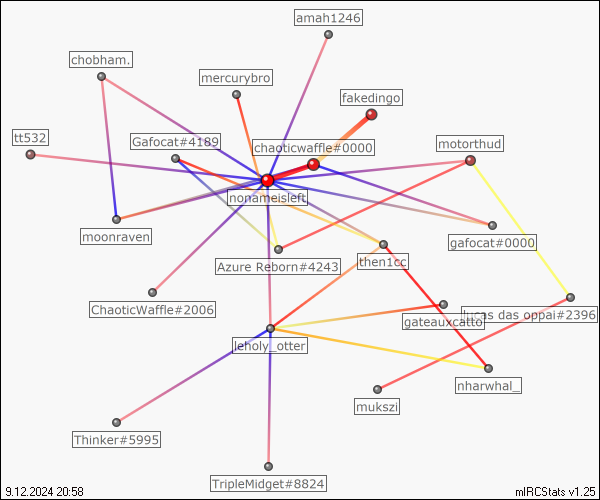 amah1246
chobham.
mercurybro
fakedingo
tt532
Gafocat#4189
chaoticwaffle#0000
motorthud
nonameisleft
moonraven
gafocat#0000
Azure Reborn#4243
then1cc
ChaoticWaffle#2006
lucas das oppai#2396
gateauxcatto
leholy_otter
nharwhal_
mukszi
Thinker#5995
TripleMidget#8824
9.12.2024 20:58
mIRCStats v1.25